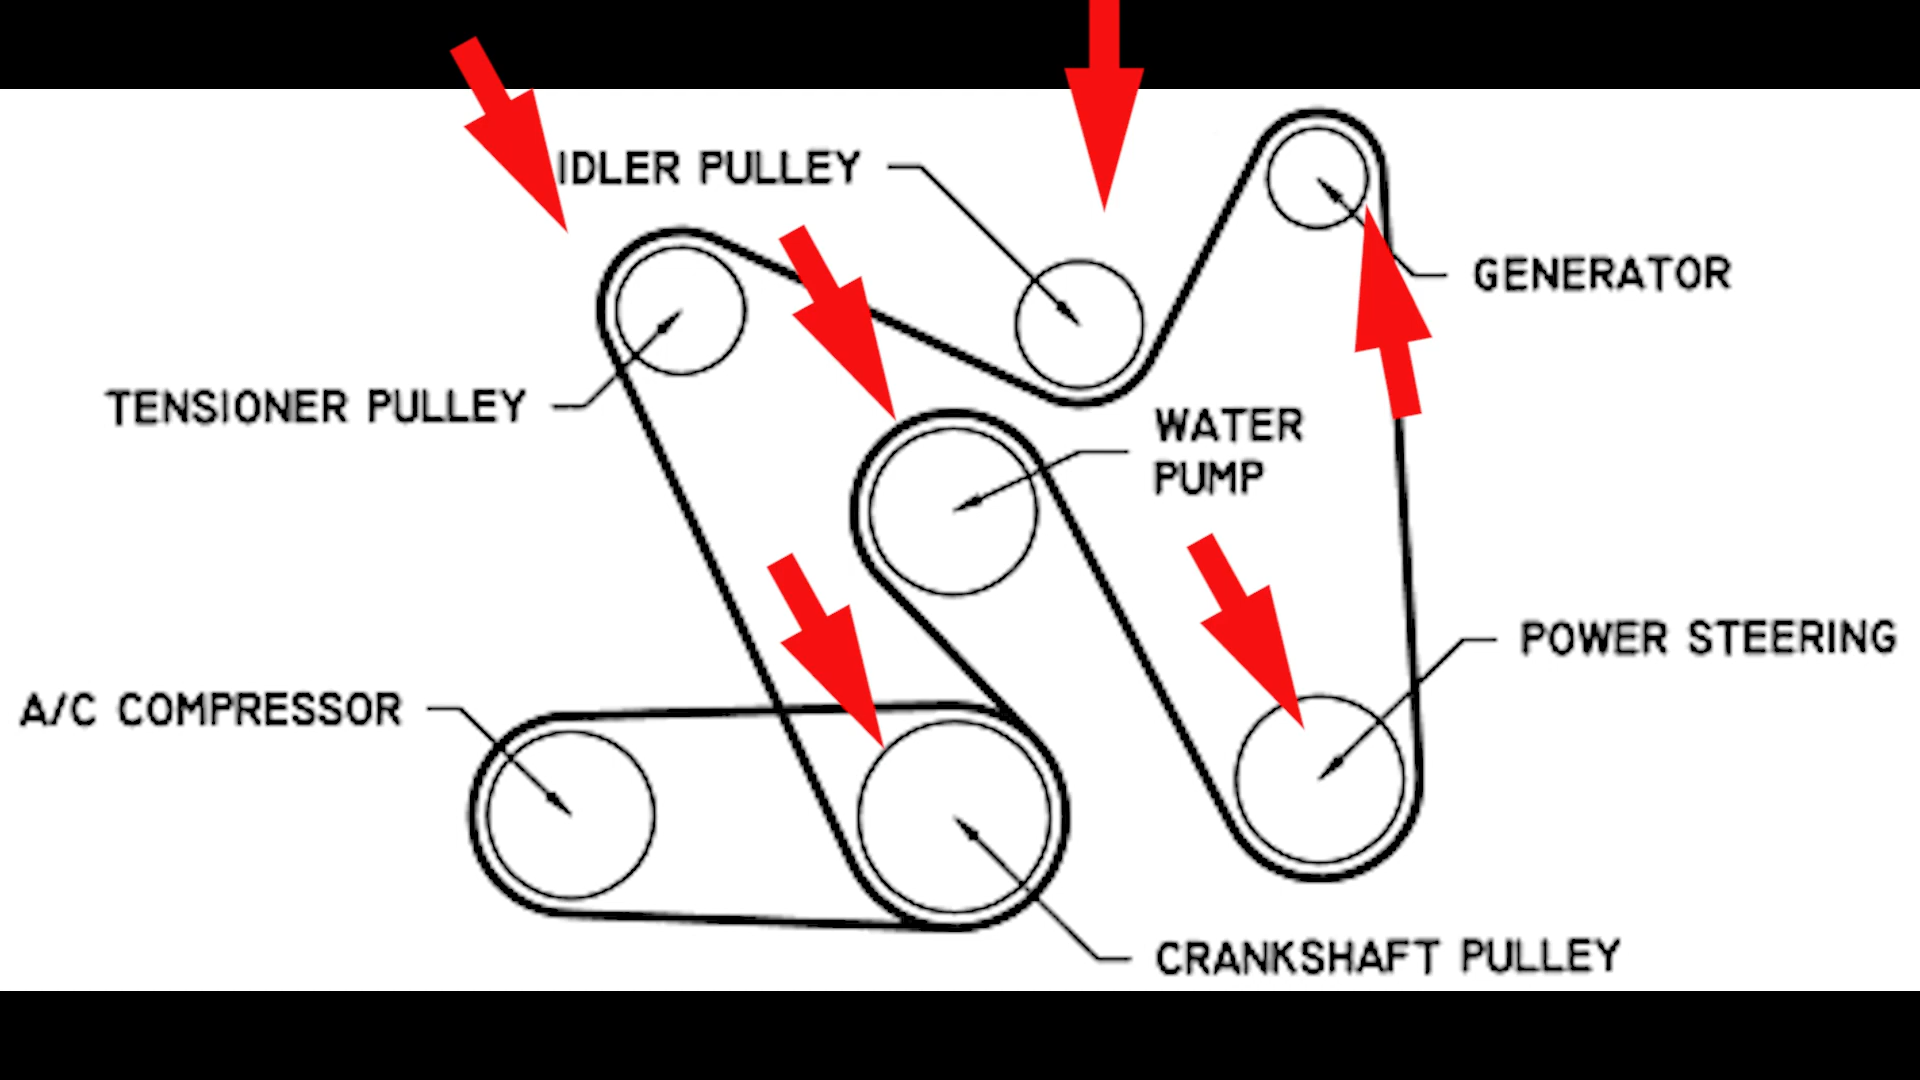 IDLER PULLEY
GENERATOR
TENSIONER PULLEY
WATER
PUMP
POWER STEERING
A/C COMPRESSOR
CRANKSHAFT PULLEY